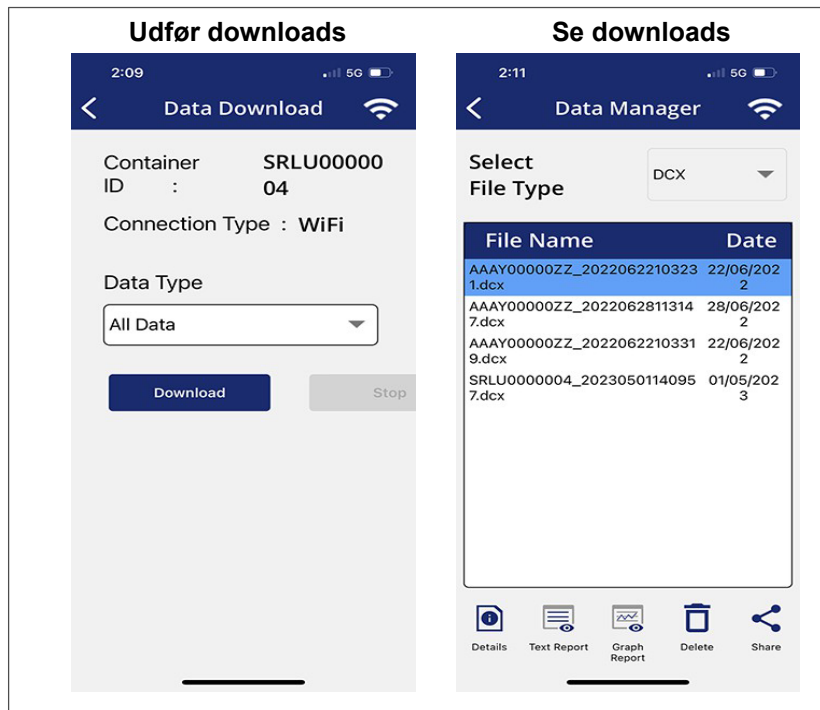 Udfør downloads
2:09
5G
Data Download
Container
ID :
SRLU00000
04
Connection Type : WiFi
Data Type
All Data
Download
Stop
Se downloads
2:11
5G
Data Manager
Select
File Type
DCX
File Name Date
AAAY00000ZZ_2022062210323 22/06/202
1.dcx 2
AAAY00000ZZ_2022062811314 28/06/202
7.dcx 2
AAAY00000ZZ_2022062210331 22/06/202
9.dcx 2
SRLU0000004_2023050114095 01/05/202
7.dcx 3
Details
Text Report
Graph
Report
Delete
Share